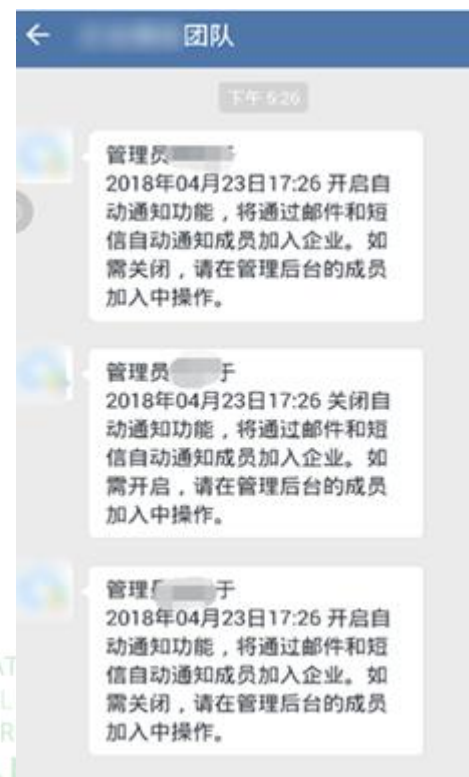 团队
下午 5:26
管理员
2018年04月23日17:26 开启自
动通知功能，将通过邮件和短
信自动通知成员加入企业。如
需关闭，请在管理后台的成员
加入中操作。
管理员 于
2018年04月23日17:26 关闭自
动通知功能，将通过邮件和短
信自动通知成员加入企业。如
需开启，请在管理后台的成员
加入中操作。
管理 于
2018年04月23日17:26 开启自
动通知功能，将通过邮件和短
信自动通知成员加入企业。如
需关闭，请在管理后台的成员
加入中操作。
AT
L
R